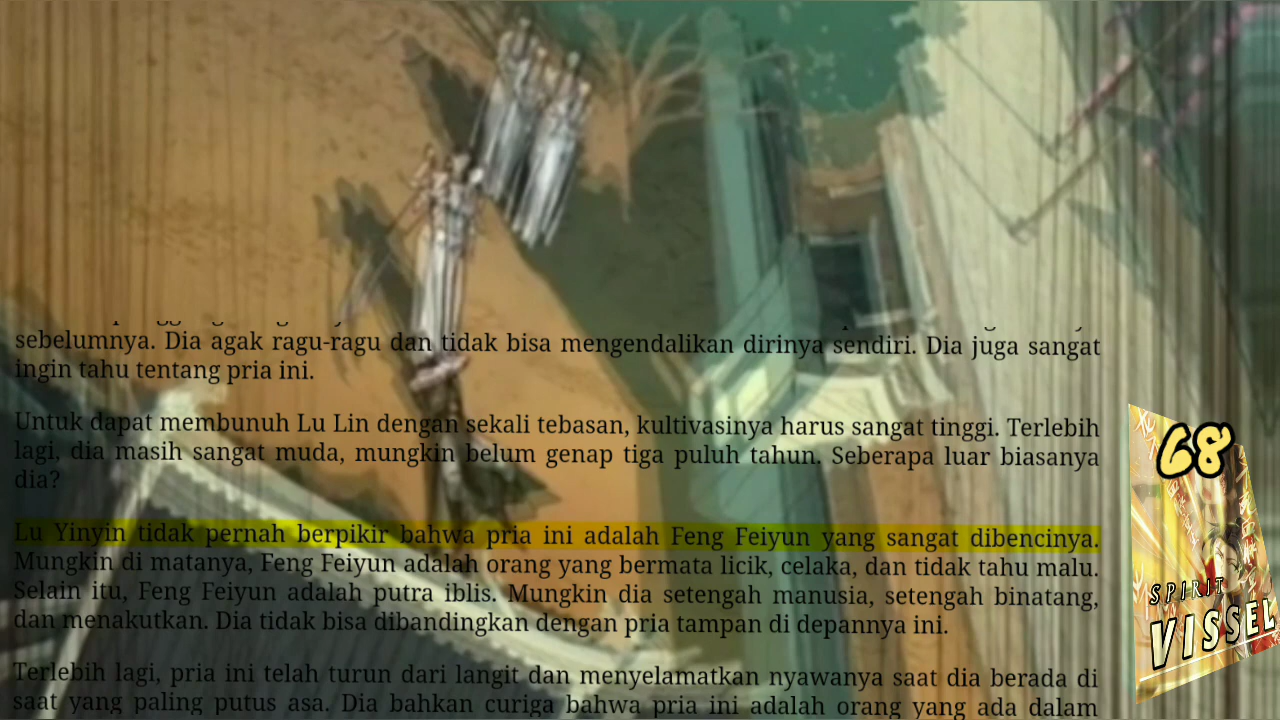 sebelumnya. Dia agak ragu-ragu dan tidak bisa mengendalikan dirinya sendiri. Dia juga sangat
ingin tahu tentang pria ini.
Untuk dapat membunuh Lu Lin dengan sekali tebasan, kultivasinya harus sangat tinggi. Terlebih
lagi, dia masih sangat muda, mungkin belum genap tiga puluh tahun. Seberapa luar biasanya
dia?
Lu Yinyin tidak pernah berpikir bahwa pria ini adalah Feng Feiyun yang sangat dibencinya.
Mungkin di matanya, Feng Feiyun adalah orang yang bermata licik, celaka, dan tidak tahu malu.
Selain itu, Feng Feiyun adalah putra iblis. Mungkin dia setengah manusia, setengah binatang,
dan menakutkan. Dia tidak bisa dibandingkan dengan pria tampan di depannya ini.
Terlebih lagi, pria ini telah turun dari langit dan menyelamatkan nyawanya saat dia berada di
saat yang paling putus asa. Dia bahkan curiga bahwa pria ini adalah orang yang ada dalam
68
SPIRIT
VISSEL